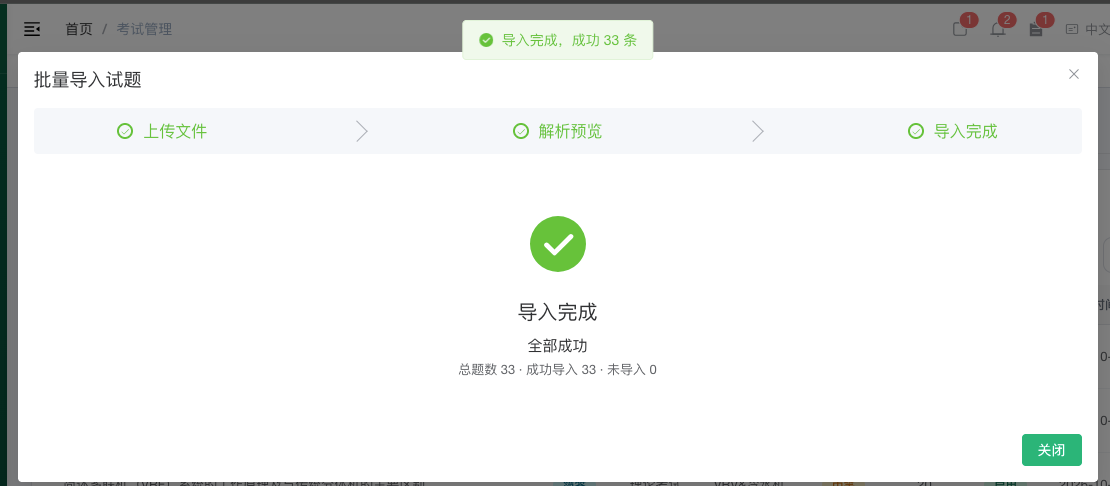 导入完成，成功 33 条
首页 / 考试管理
1
2
1
中文
批量导入试题
上传文件
解析预览
导入完成
导入完成
全部成功
总题数 33 · 成功导入 33 · 未导入 0
关闭